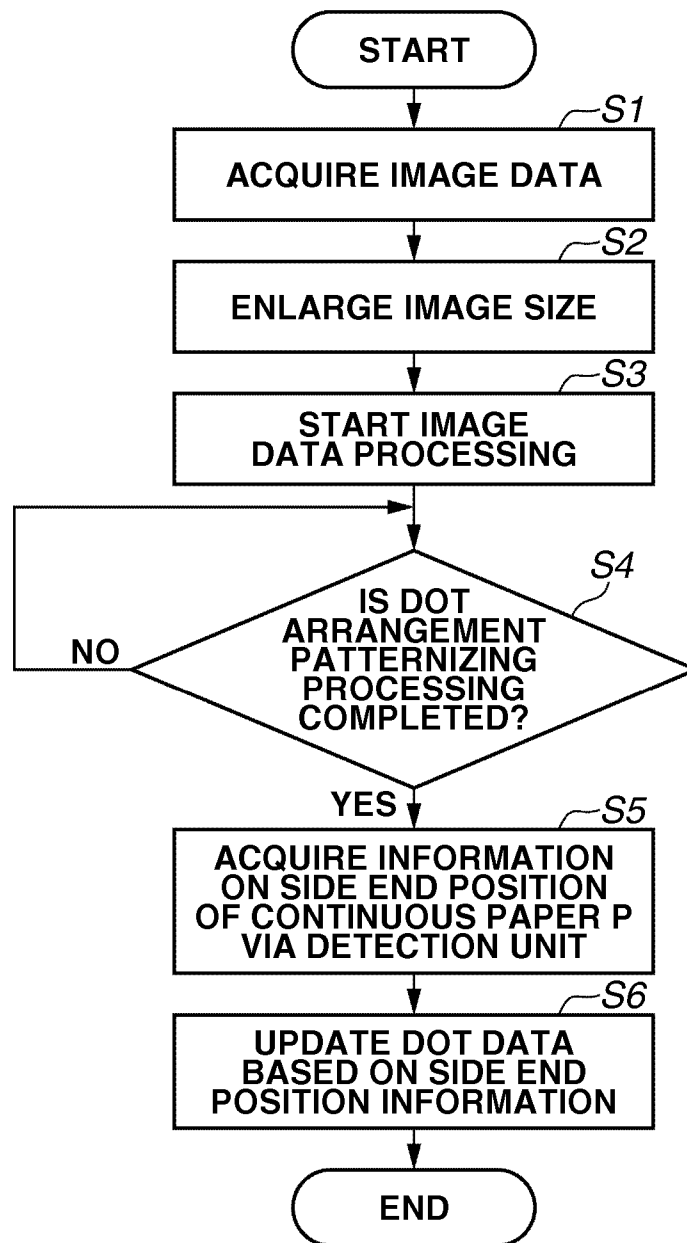 START
S1
ACQUIRE IMAGE DATA
S2
ENLARGE IMAGE SIZE
S3
START IMAGE
DATA PROCESSING
S4
IS DOT
ARRANGEMENT
PATTERNIZING
PROCESSING
COMPLETED?
NO
YES
S5
ACQUIRE INFORMATION
ON SIDE END POSITION
OF CONTINUOUS PAPER P
VIA DETECTION UNIT
S6
UPDATE DOT DATA
BASED ON SIDE END
POSITION INFORMATION
END